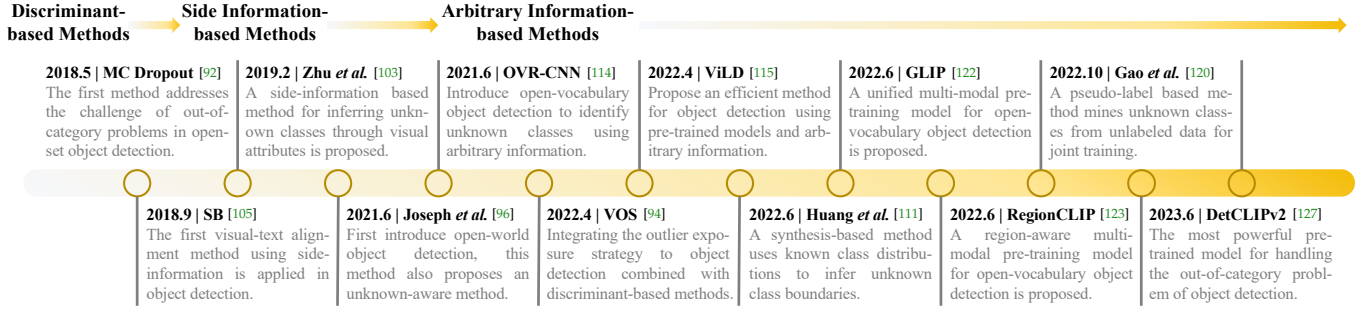 Discriminant-
based Methods
Side Information-
based Methods
Arbitrary Information-
based Methods
2018.5 | MC Dropout [92]
The first method addresses
the challenge of out-of-
category problems in open-
set object detection.
2019.2 | Zhu et al. [103]
A side-information based
method for inferring unkn-
own classes through visual
attributes is proposed.
2021.6 | OVR-CNN [114]
Introduce open-vocabulary
object detection to identify
unknown classes using
arbitrary information.
2022.4 | ViLD [115]
Propose an efficient method
for object detection using
pre-trained models and arb-
itrary information.
2022.6 | GLIP [122]
A unified multi-modal pre-
training model for open-
vocabulary object detection
is proposed.
2022.10 | Gao et al. [120]
A pseudo-label based me-
thod mines unknown class-
es from unlabeled data for
joint training.
2018.9 | SB [105]
The first visual-text align-
ment method using side-
information is applied in
object detection.
2021.6 | Joseph et al. [96]
First introduce open-world
object detection, this
method also proposes an
unknown-aware method.
2022.4 | VOS [94]
Integrating the outlier expo-
sure strategy to object
detection combined with
discriminant-based methods.
2022.6 | Huang et al. [111]
A synthesis-based method
uses known class distribu-
tions to infer unknown
class boundaries.
2022.6 | RegionCLIP [123]
A region-aware multi-
modal pre-training model
for open-vocabulary object
detection is proposed.
2023.6 | DetCLIPv2 [127]
The most powerful pre-
trained model for handling
the out-of-category probl-
em of object detection.